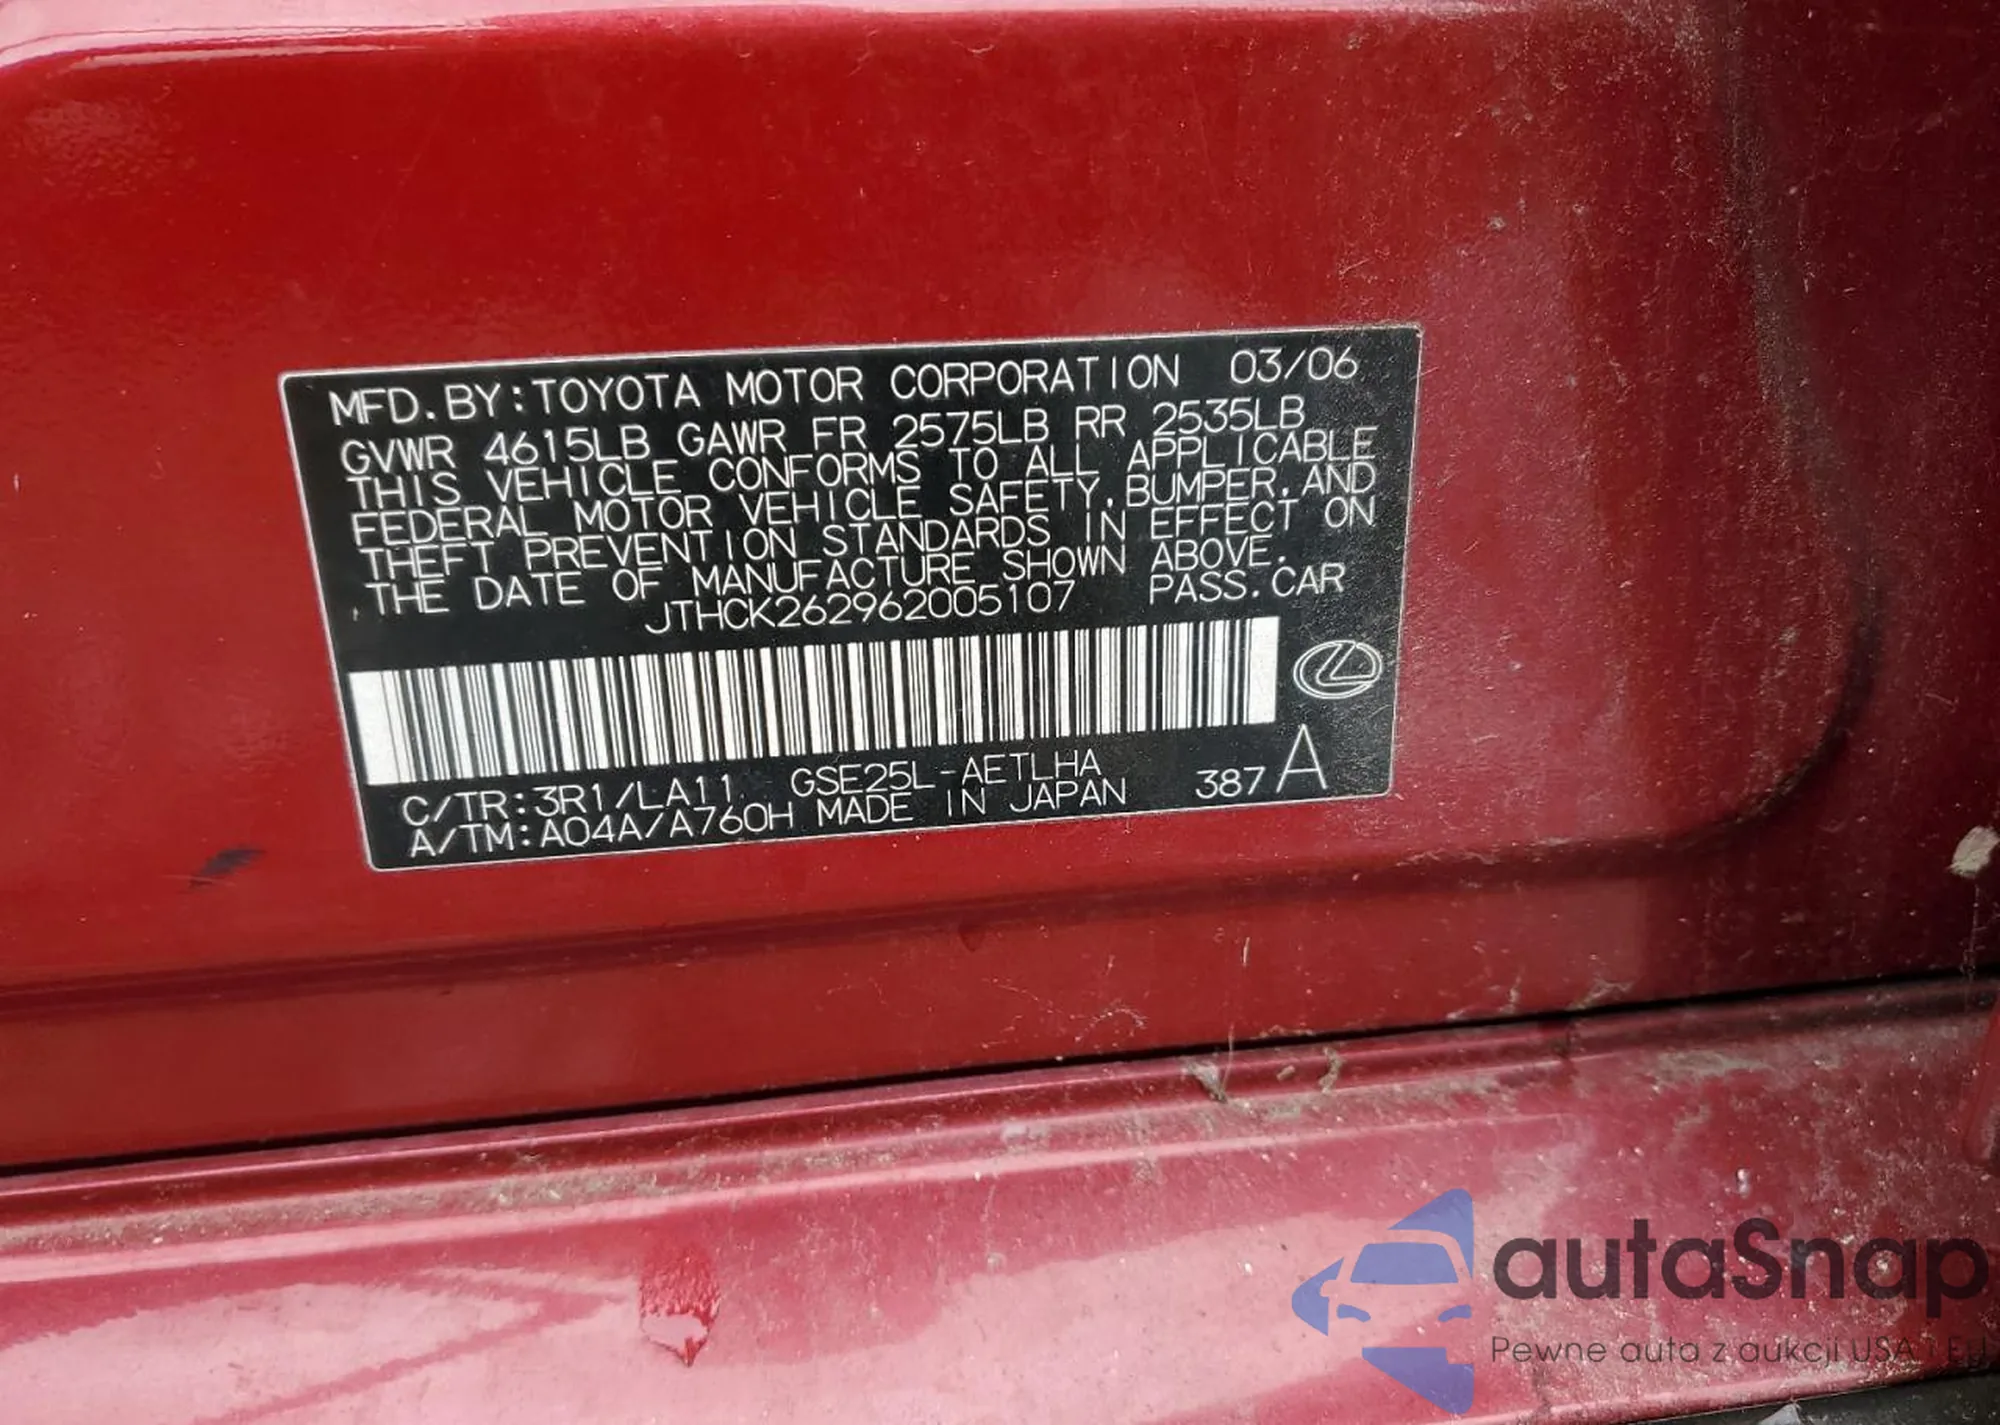 MFD. BY: TOYOTA MOTOR CORPORATION 03/06
GVWR 4615LB GAWR FR 2575LB RR 2535LB
THIS VEHICLE CONFORMS TO ALL APPLICABLE
FEDERAL MOTOR VEHICLE SAFETY, BUMPER, AND
THEFT PREVENTION STANDARDS IN EFFECT ON
THE DATE OF MANUFACTURE SHOWN ABOVE.
JTHCK262962005107 PASS. CAR
C/TR: 3R1/LA11 GSE25L-AETLHA
A/TM: A04A/A760H MADE IN JAPAN 387 A
autaSnap
Pewne auta z aukcji USA i EU